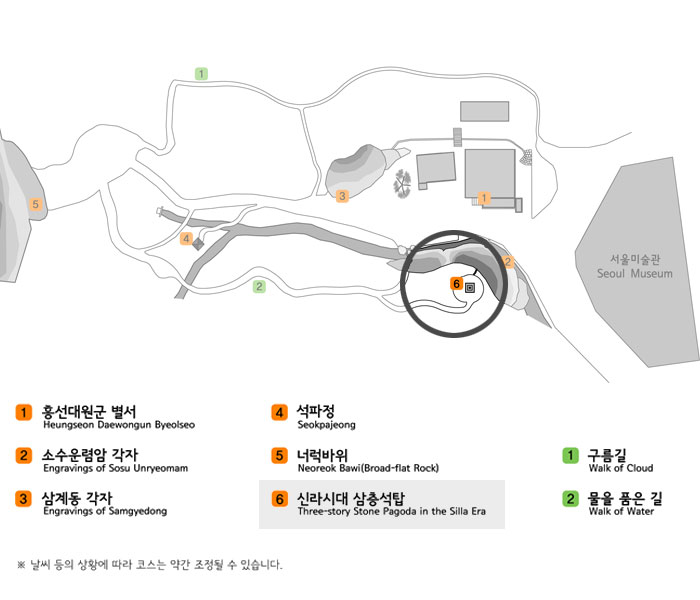 1
5
3
1
4
2
6
2
서울미술관
Seoul Museum
1 흥선대원군 별서
Heungseon Daewongun Byeolseo
2 소수운렴암 각자
Engravings of Sosu Unryeomam
3 삼계동 각자
Engravings of Samgyedong
4 석파정
Seokpajeong
5 너럭바위
Neoreok Bawi(Broad-flat Rock)
6 신라시대 삼층석탑
Three-story Stone Pagoda in the Silla Era
1 구름길
Walk of Cloud
2 물을 품은 길
Walk of Water
※ 날씨 등의 상황에 따라 코스는 약간 조정될 수 있습니다.